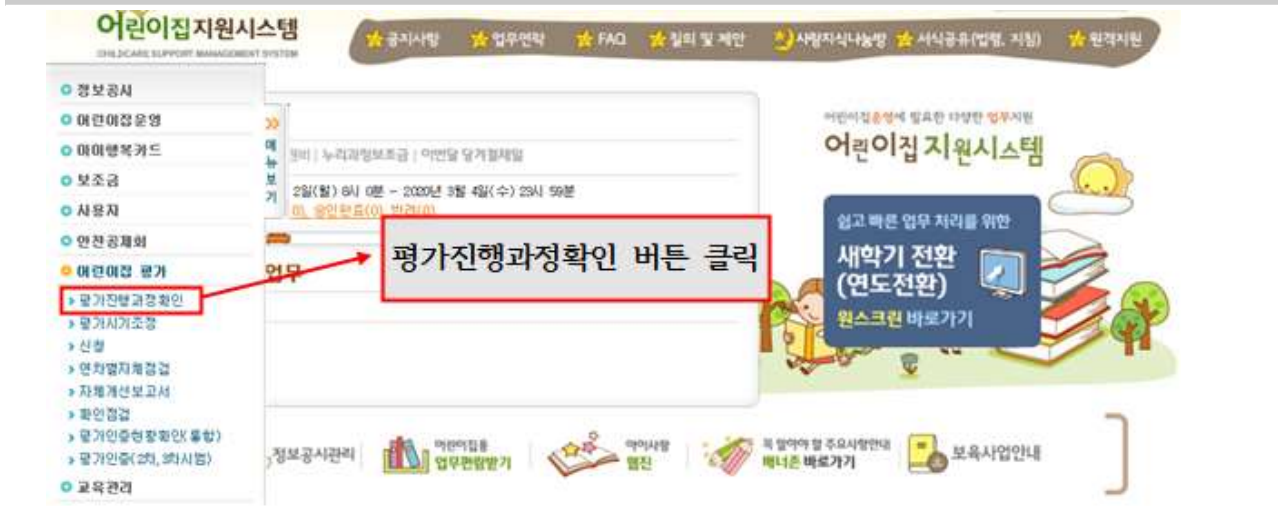 어린이집지원시스템
CHILDCARE SUPPORT MANAGEMENT SYSTEM
공지사항 업무연락 FAQ 질의 및 제안 사랑지식나눔방 서식공유(법령, 지침) 원격지원
정보공시
어린이집운영
아이행복카드
보조금
사용자
안전공제회
어린이집 평가
평가진행과정확인
평가시기조정
신청
연차별자체점검
자체개선보고서
확인점검
평가인증현황확인(통합)
평가인증(2차, 3차시범)
교육관리
메뉴보기
누리과정보조금 | 이번달 당겨결제일
2일(월) 6시 0분 ~ 2020년 3월 4일(수) 23시 59분
승인완료(0), 반려(0)
업무
평가진행과정확인 버튼 클릭
어린이집운영에 필요한 다양한 업무지원
어린이집지원시스템
쉽고 빠른 업무 처리를 위한
새학기 전환
(연도전환)
원스크린 바로가기
정보공시관리
어린이집용
업무편람받기
아이사랑
웹진
꼭 알아야 할 주요사항안내
배너존 바로가기
보육사업안내